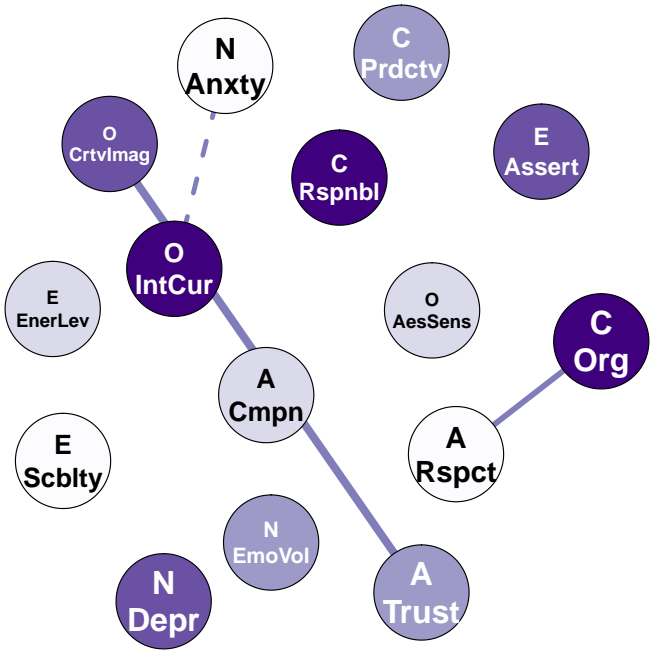 N
Anxty
C
Prdctv
O
CrtvImag
E
Assert
C
Rspnbl
O
IntCur
E
EnerLev
O
AesSens
C
Org
A
Cmpn
E
Scblty
A
Rspct
N
EmoVol
N
Depr
A
Trust